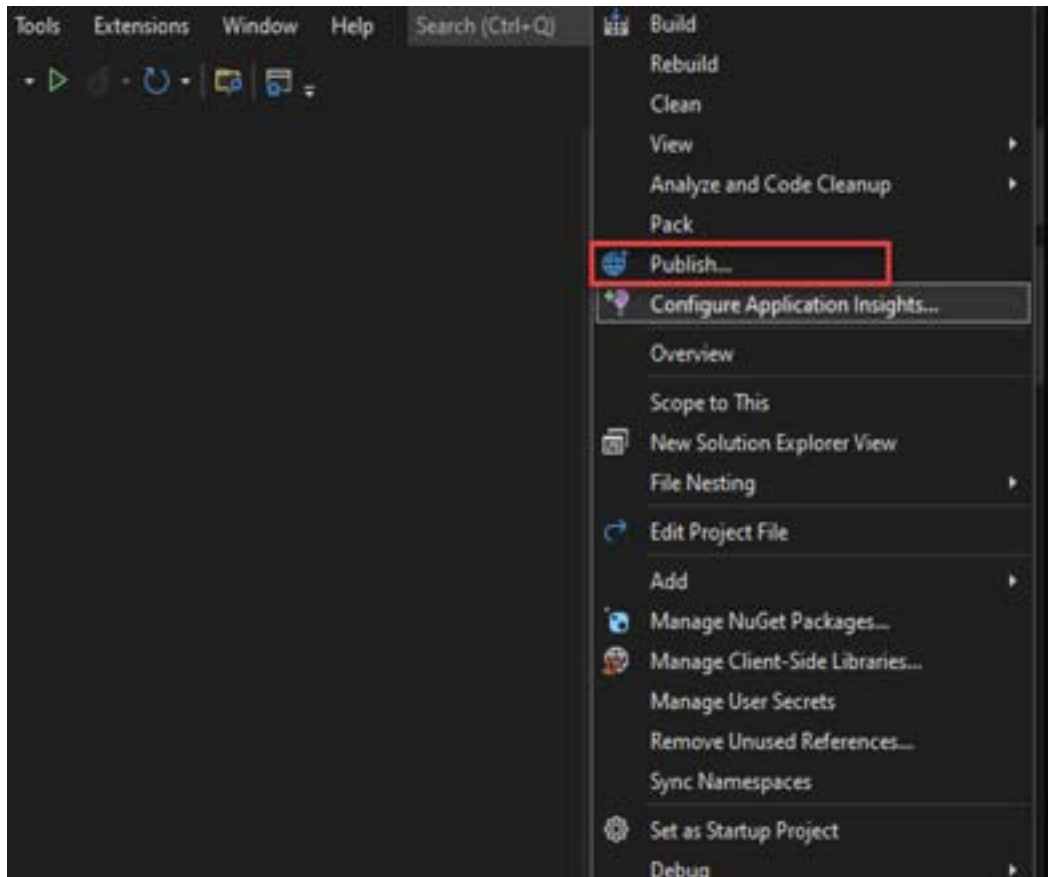 Tools Extensions Window Help Search (Ctrl+Q)
Build
Rebuild
Clean
View
Analyze and Code Cleanup
Pack
Publish...
Configure Application Insights...
Overview
Scope to This
New Solution Explorer View
File Nesting
Edit Project File
Add
Manage NuGet Packages...
Manage Client-Side Libraries...
Manage User Secrets
Remove Unused References...
Sync Namespaces
Set as Startup Project
Debug